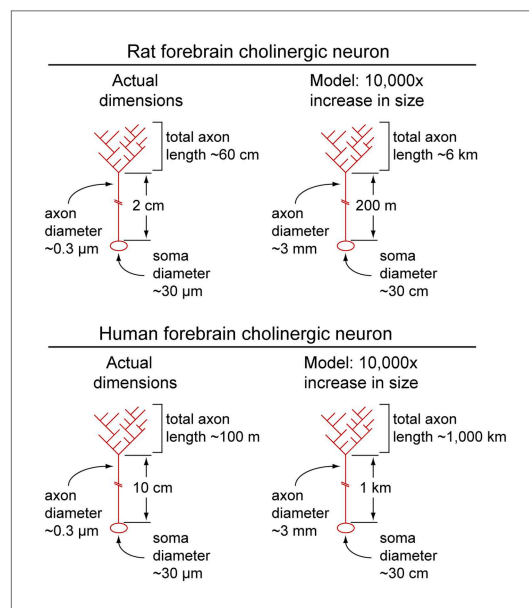 Rat forebrain cholinergic neuron
Actual
dimensions
Model: 10,000x
increase in size
total axon
length ~60 cm
total axon
length ~6 km
2 cm
200 m
axon
diameter
~0.3 µm
axon
diameter
~3 mm
soma
diameter
~30 µm
soma
diameter
~30 cm
Human forebrain cholinergic neuron
Actual
dimensions
Model: 10,000x
increase in size
total axon
length ~100 m
total axon
length ~1,000 km
10 cm
1 km
axon
diameter
~0.3 µm
axon
diameter
~3 mm
soma
diameter
~30 µm
soma
diameter
~30 cm